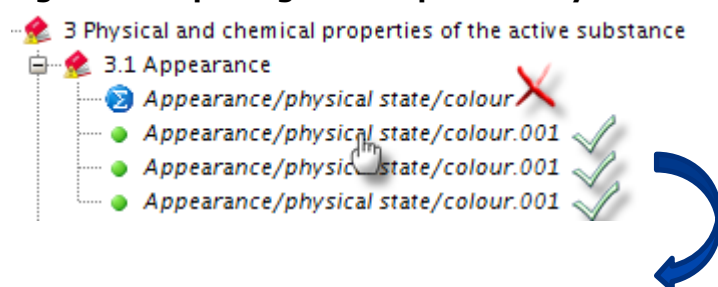 3 Physical and chemical properties of the active substance
3.1 Appearance
Σ Appearance/physical state/colour
Appearance/physical state/colour.001
Appearance/physical state/colour.001
Appearance/physical state/colour.001